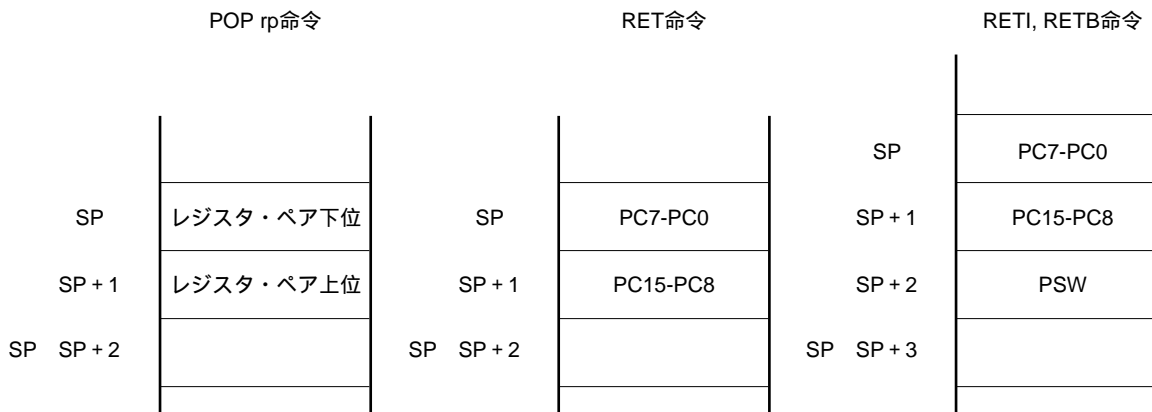 POP rp命令
SP
レジスタ・ペア下位
SP + 1
レジスタ・ペア上位
SP SP + 2
RET命令
SP
PC7-PC0
SP + 1
PC15-PC8
SP SP + 2
RETI, RETB命令
SP
PC7-PC0
SP + 1
PC15-PC8
SP + 2
PSW
SP SP + 3